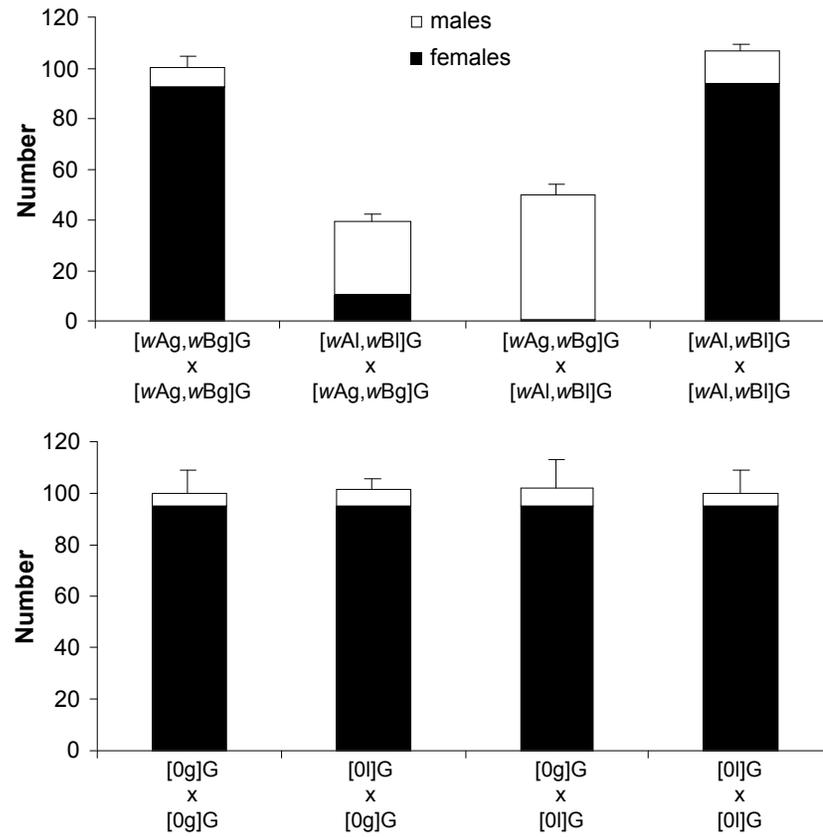 120
100
80
60
40
20
0
Number
□ males
■ females
[wAg,wBg]G
x
[wAg,wBg]G
[wAl,wBl]G
x
[wAg,wBg]G
[wAg,wBg]G
x
[wAl,wBl]G
[wAl,wBl]G
x
[wAl,wBl]G
120
100
80
60
40
20
0
Number
[0g]G
x
[0g]G
[0l]G
x
[0g]G
[0g]G
x
[0l]G
[0l]G
x
[0l]G